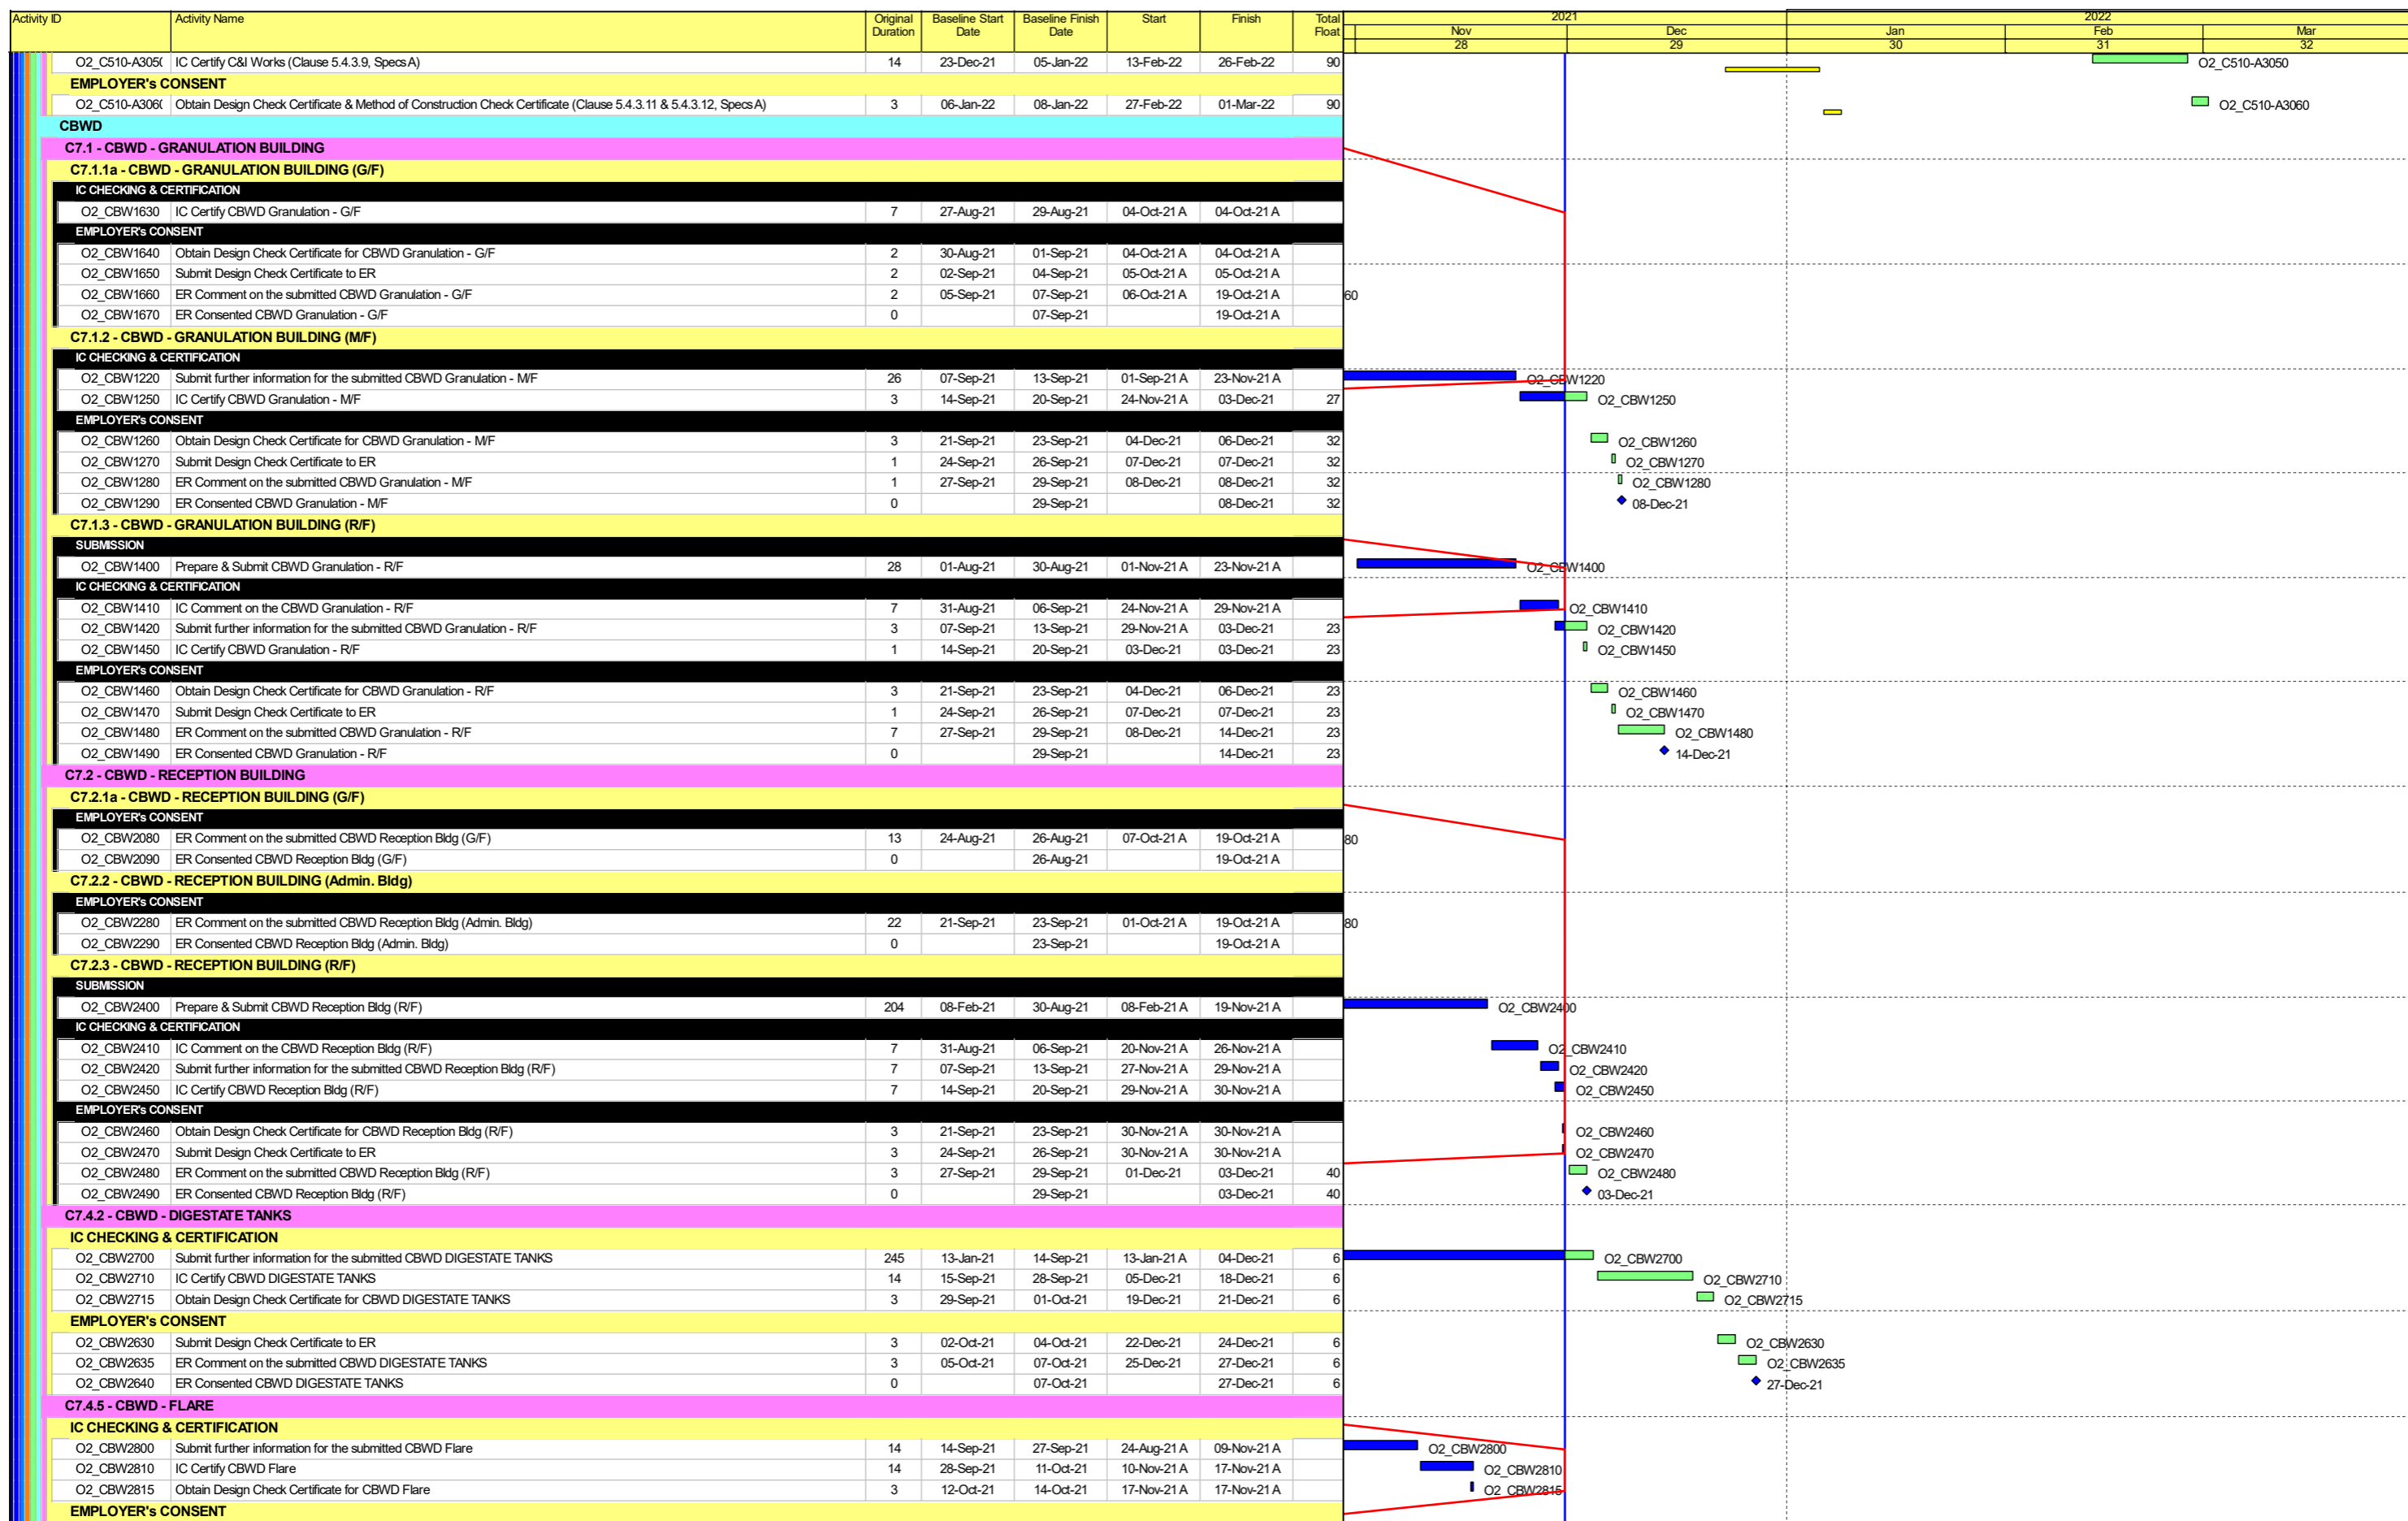 Activity ID Activity Name Original Duration Baseline Start Date Baseline Finish Date Start Finish Total Float 2021 2022
Nov Dec Jan Feb Mar
28 29 30 31 32
O2_C510-A305( IC Certify C&I Works (Clause 5.4.3.9, Specs A) 14 23-Dec-21 05-Jan-22 13-Feb-22 26-Feb-22 90 O2_C510-A3050
EMPLOYER's CONSENT
O2_C510-A306( Obtain Design Check Certificate & Method of Construction Check Certificate (Clause 5.4.3.11 & 5.4.3.12, Specs A) 3 06-Jan-22 08-Jan-22 27-Feb-22 01-Mar-22 90 O2_C510-A3060
CBWD
C7.1 - CBWD - GRANULATION BUILDING
C7.1.1a - CBWD - GRANULATION BUILDING (G/F)
IC CHECKING & CERTIFICATION
O2_CBW1630 IC Certify CBWD Granulation - G/F 7 27-Aug-21 29-Aug-21 04-Oct-21 A 04-Oct-21 A
EMPLOYER's CONSENT
O2_CBW1640 Obtain Design Check Certificate for CBWD Granulation - G/F 2 30-Aug-21 01-Sep-21 04-Oct-21 A 04-Oct-21 A
O2_CBW1650 Submit Design Check Certificate to ER 2 02-Sep-21 04-Sep-21 05-Oct-21 A 05-Oct-21 A
O2_CBW1660 ER Comment on the submitted CBWD Granulation - G/F 2 05-Sep-21 07-Sep-21 06-Oct-21 A 19-Oct-21 A 60
O2_CBW1670 ER Consented CBWD Granulation - G/F 0 07-Sep-21 19-Oct-21 A
C7.1.2 - CBWD - GRANULATION BUILDING (M/F)
IC CHECKING & CERTIFICATION
O2_CBW1220 Submit further information for the submitted CBWD Granulation - M/F 26 07-Sep-21 13-Sep-21 01-Sep-21 A 23-Nov-21 A O2_CBW1220
O2_CBW1250 IC Certify CBWD Granulation - M/F 3 14-Sep-21 20-Sep-21 24-Nov-21 A 03-Dec-21 27 O2_CBW1250
EMPLOYER's CONSENT
O2_CBW1260 Obtain Design Check Certificate for CBWD Granulation - M/F 3 21-Sep-21 23-Sep-21 04-Dec-21 06-Dec-21 32 O2_CBW1260
O2_CBW1270 Submit Design Check Certificate to ER 1 24-Sep-21 26-Sep-21 07-Dec-21 07-Dec-21 32 O2_CBW1270
O2_CBW1280 ER Comment on the submitted CBWD Granulation - M/F 1 27-Sep-21 29-Sep-21 08-Dec-21 08-Dec-21 32 O2_CBW1280
O2_CBW1290 ER Consented CBWD Granulation - M/F 0 29-Sep-21 08-Dec-21 32 08-Dec-21
C7.1.3 - CBWD - GRANULATION BUILDING (R/F)
SUBMISSION
O2_CBW1400 Prepare & Submit CBWD Granulation - R/F 28 01-Aug-21 30-Aug-21 01-Nov-21 A 23-Nov-21 A O2_CBW1400
IC CHECKING & CERTIFICATION
O2_CBW1410 IC Comment on the CBWD Granulation - R/F 7 31-Aug-21 06-Sep-21 24-Nov-21 A 29-Nov-21 A O2_CBW1410
O2_CBW1420 Submit further information for the submitted CBWD Granulation - R/F 3 07-Sep-21 13-Sep-21 29-Nov-21 A 03-Dec-21 23 O2_CBW1420
O2_CBW1450 IC Certify CBWD Granulation - R/F 1 14-Sep-21 20-Sep-21 03-Dec-21 03-Dec-21 23 O2_CBW1450
EMPLOYER's CONSENT
O2_CBW1460 Obtain Design Check Certificate for CBWD Granulation - R/F 3 21-Sep-21 23-Sep-21 04-Dec-21 06-Dec-21 23 O2_CBW1460
O2_CBW1470 Submit Design Check Certificate to ER 1 24-Sep-21 26-Sep-21 07-Dec-21 07-Dec-21 23 O2_CBW1470
O2_CBW1480 ER Comment on the submitted CBWD Granulation - R/F 7 27-Sep-21 29-Sep-21 08-Dec-21 14-Dec-21 23 O2_CBW1480
O2_CBW1490 ER Consented CBWD Granulation - R/F 0 29-Sep-21 14-Dec-21 23 14-Dec-21
C7.2 - CBWD - RECEPTION BUILDING
C7.2.1a - CBWD - RECEPTION BUILDING (G/F)
EMPLOYER's CONSENT
O2_CBW2080 ER Comment on the submitted CBWD Reception Bldg (G/F) 13 24-Aug-21 26-Aug-21 07-Oct-21 A 19-Oct-21 A 80
O2_CBW2090 ER Consented CBWD Reception Bldg (G/F) 0 26-Aug-21 19-Oct-21 A
C7.2.2 - CBWD - RECEPTION BUILDING (Admin. Bldg)
EMPLOYER's CONSENT
O2_CBW2280 ER Comment on the submitted CBWD Reception Bldg (Admin. Bldg) 22 21-Sep-21 23-Sep-21 01-Oct-21 A 19-Oct-21 A 80
O2_CBW2290 ER Consented CBWD Reception Bldg (Admin. Bldg) 0 23-Sep-21 19-Oct-21 A
C7.2.3 - CBWD - RECEPTION BUILDING (R/F)
SUBMISSION
O2_CBW2400 Prepare & Submit CBWD Reception Bldg (R/F) 204 08-Feb-21 30-Aug-21 08-Feb-21 A 19-Nov-21 A O2_CBW2400
IC CHECKING & CERTIFICATION
O2_CBW2410 IC Comment on the CBWD Reception Bldg (R/F) 7 31-Aug-21 06-Sep-21 20-Nov-21 A 26-Nov-21 A O2_CBW2410
O2_CBW2420 Submit further information for the submitted CBWD Reception Bldg (R/F) 7 07-Sep-21 13-Sep-21 27-Nov-21 A 29-Nov-21 A O2_CBW2420
O2_CBW2450 IC Certify CBWD Reception Bldg (R/F) 7 14-Sep-21 20-Sep-21 29-Nov-21 A 30-Nov-21 A O2_CBW2450
EMPLOYER's CONSENT
O2_CBW2460 Obtain Design Check Certificate for CBWD Reception Bldg (R/F) 3 21-Sep-21 23-Sep-21 30-Nov-21 A 30-Nov-21 A O2_CBW2460
O2_CBW2470 Submit Design Check Certificate to ER 3 24-Sep-21 26-Sep-21 30-Nov-21 A 30-Nov-21 A O2_CBW2470
O2_CBW2480 ER Comment on the submitted CBWD Reception Bldg (R/F) 3 27-Sep-21 29-Sep-21 01-Dec-21 03-Dec-21 40 O2_CBW2480
O2_CBW2490 ER Consented CBWD Reception Bldg (R/F) 0 29-Sep-21 03-Dec-21 40 03-Dec-21
C7.4.2 - CBWD - DIGESTATE TANKS
IC CHECKING & CERTIFICATION
O2_CBW2700 Submit further information for the submitted CBWD DIGESTATE TANKS 245 13-Jan-21 14-Sep-21 13-Jan-21 A 04-Dec-21 6 O2_CBW2700
O2_CBW2710 IC Certify CBWD DIGESTATE TANKS 14 15-Sep-21 28-Sep-21 05-Dec-21 18-Dec-21 6 O2_CBW2710
O2_CBW2715 Obtain Design Check Certificate for CBWD DIGESTATE TANKS 3 29-Sep-21 01-Oct-21 19-Dec-21 21-Dec-21 6 O2_CBW2715
EMPLOYER's CONSENT
O2_CBW2630 Submit Design Check Certificate to ER 3 02-Oct-21 04-Oct-21 22-Dec-21 24-Dec-21 6 O2_CBW2630
O2_CBW2635 ER Comment on the submitted CBWD DIGESTATE TANKS 3 05-Oct-21 07-Oct-21 25-Dec-21 27-Dec-21 6 O2_CBW2635
O2_CBW2640 ER Consented CBWD DIGESTATE TANKS 0 07-Oct-21 27-Dec-21 6 27-Dec-21
C7.4.5 - CBWD - FLARE
IC CHECKING & CERTIFICATION
O2_CBW2800 Submit further information for the submitted CBWD Flare 14 14-Sep-21 27-Sep-21 24-Aug-21 A 09-Nov-21 A O2_CBW2800
O2_CBW2810 IC Certify CBWD Flare 14 28-Sep-21 11-Oct-21 10-Nov-21 A 17-Nov-21 A O2_CBW2810
O2_CBW2815 Obtain Design Check Certificate for CBWD Flare 3 12-Oct-21 14-Oct-21 17-Nov-21 A 17-Nov-21 A O2_CBW2815
EMPLOYER's CONSENT